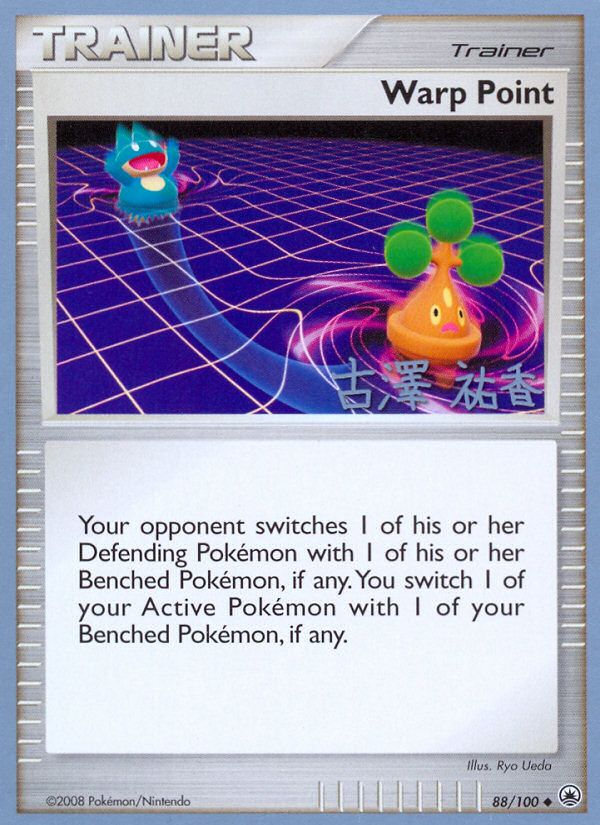 TRAINER
Trainer
Warp Point
古澤 祐香
Your opponent switches 1 of his or her
Defending Pokémon with 1 of his or her
Benched Pokémon, if any. You switch 1 of
your Active Pokémon with 1 of your
Benched Pokémon, if any.
Illus. Ryo Ueda
©2008 Pokémon/Nintendo
88/100 ◆